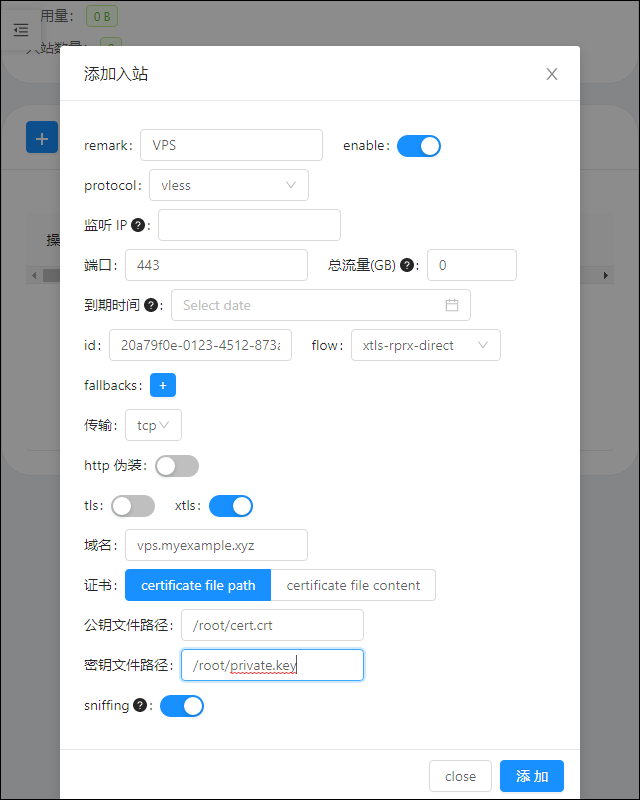 用量： 0 B
入站数量：
添加入站
remark: VPS enable:
protocol: vless
监听 IP ? :
端口: 443 总流量(GB) ? : 0
到期时间 ? : Select date
id: 20a79f0e-0123-4512-873a flow: xtls-rprx-direct
fallbacks: +
传输: tcp
http 伪装:
tls: xtls:
域名: vps.myexample.xyz
证书: certificate file path certificate file content
公钥文件路径: /root/cert.crt
密钥文件路径: /root/private.key
sniffing ? :
close 添 加